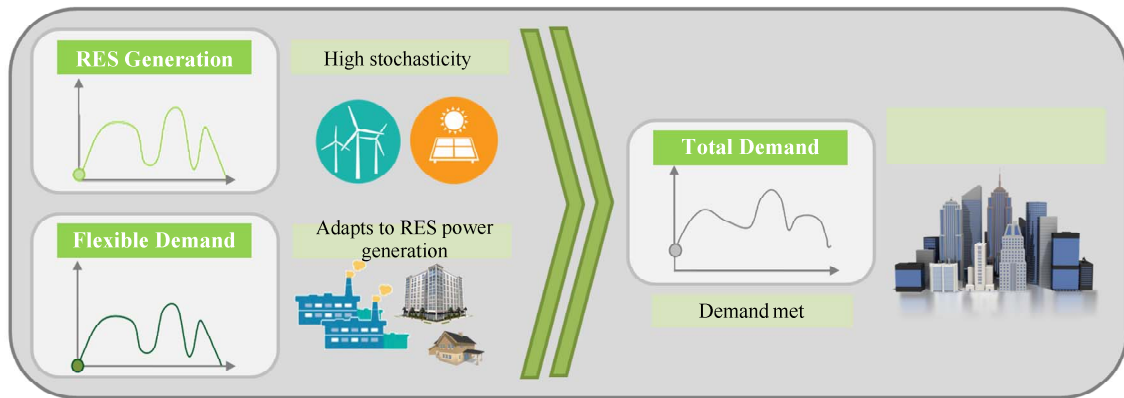 RES Generation
High stochasticity
Flexible Demand
Adapts to RES power
generation
Total Demand
Demand met